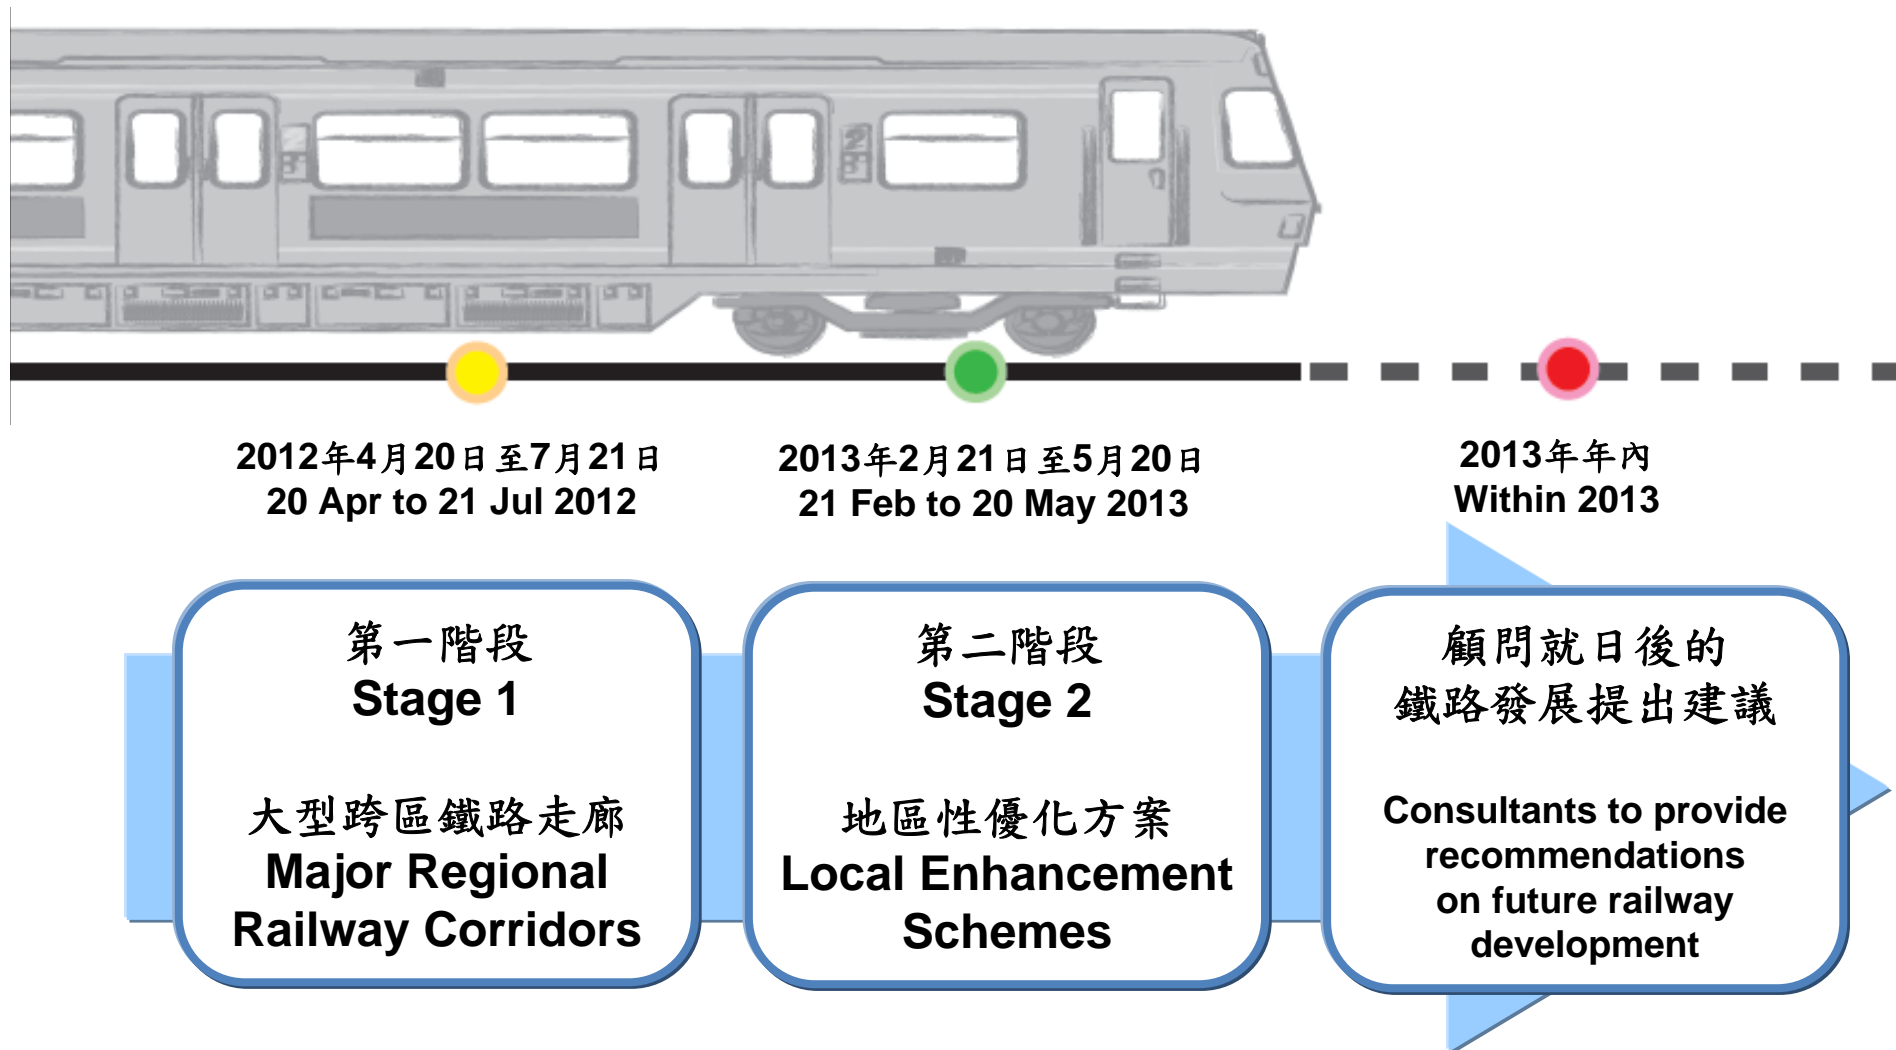 2
2012年4月20日至7月21日
20 Apr to 21 Jul 2012
2013年2月21日至5月20日
21 Feb to 20 May 2013
2013年年內
Within 2013
第一階段
Stage 1
大型跨區鐵路走廊
Major Regional
Railway Corridors
第二階段
Stage 2
地區性優化方案
Local Enhancement
Schemes
顧問就日後的
鐵路發展提出建議
Consultants to provide
recommendations
on future railway
development